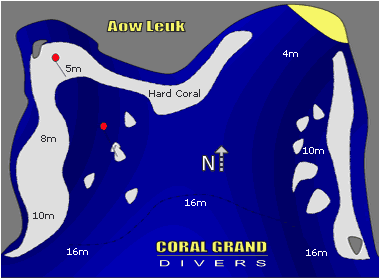 Aow Leuk
4m
5m
Hard Coral
8m
10m
N
10m
16m
16m
16m
CORAL GRAND
DIVERS